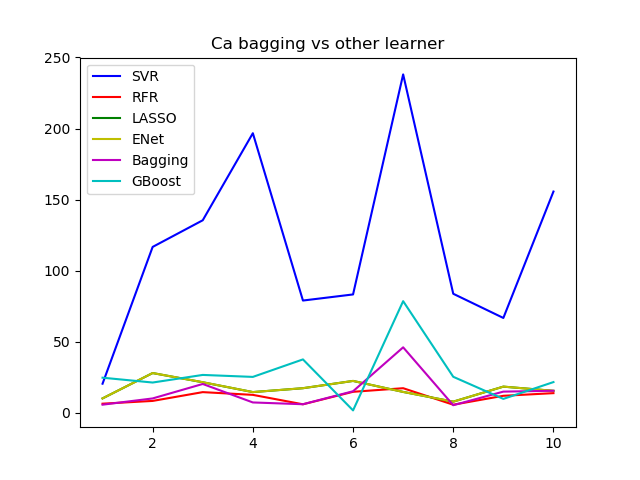 Ca bagging vs other learner
250
200
150
100
50
0
SVR
RFR
LASSO
ENet
Bagging
GBoost
2 4 6 8 10